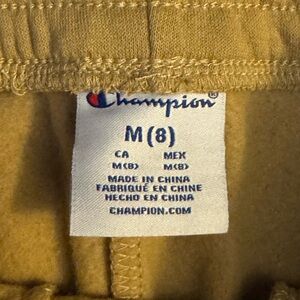 Champion®
M(8)
CA MEX
M(8) M(8)
MADE IN CHINA
FABRIQUÉ EN CHINE
HECHO EN CHINA
CHAMPION.COM